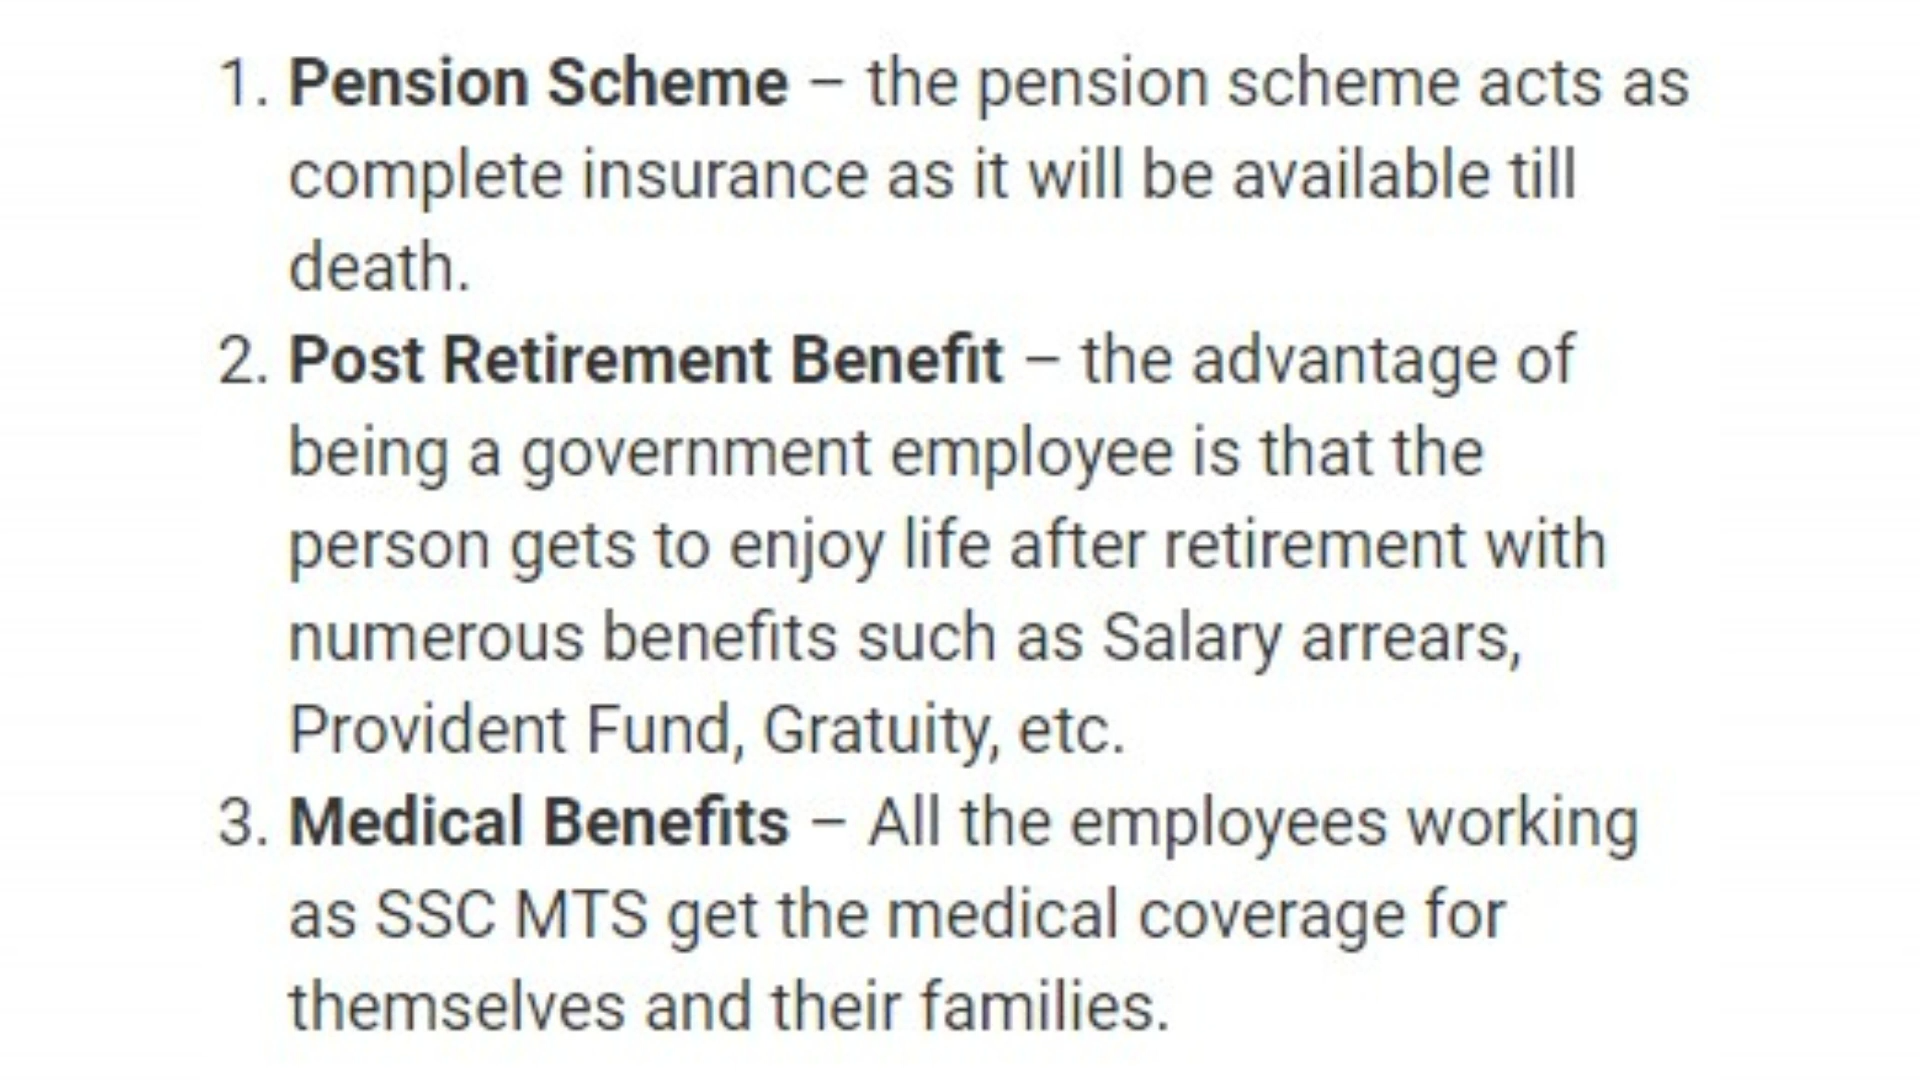 1. Pension Scheme – the pension scheme acts as
complete insurance as it will be available till
death.
2. Post Retirement Benefit – the advantage of
being a government employee is that the
person gets to enjoy life after retirement with
numerous benefits such as Salary arrears,
Provident Fund, Gratuity, etc.
3. Medical Benefits – All the employees working
as SSC MTS get the medical coverage for
themselves and their families.